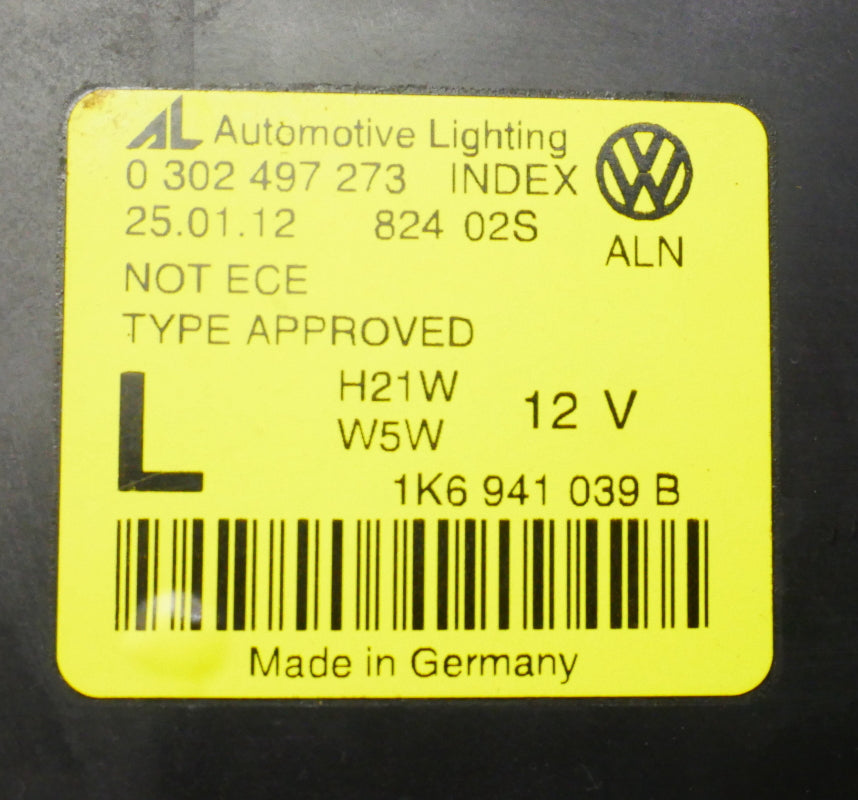 AL Automotive Lighting
0 302 497 273 INDEX
25.01.12 824 02S
VW
ALN
NOT ECE
TYPE APPROVED
L
H21W
W5W
12 V
1K6 941 039 B
Made in Germany